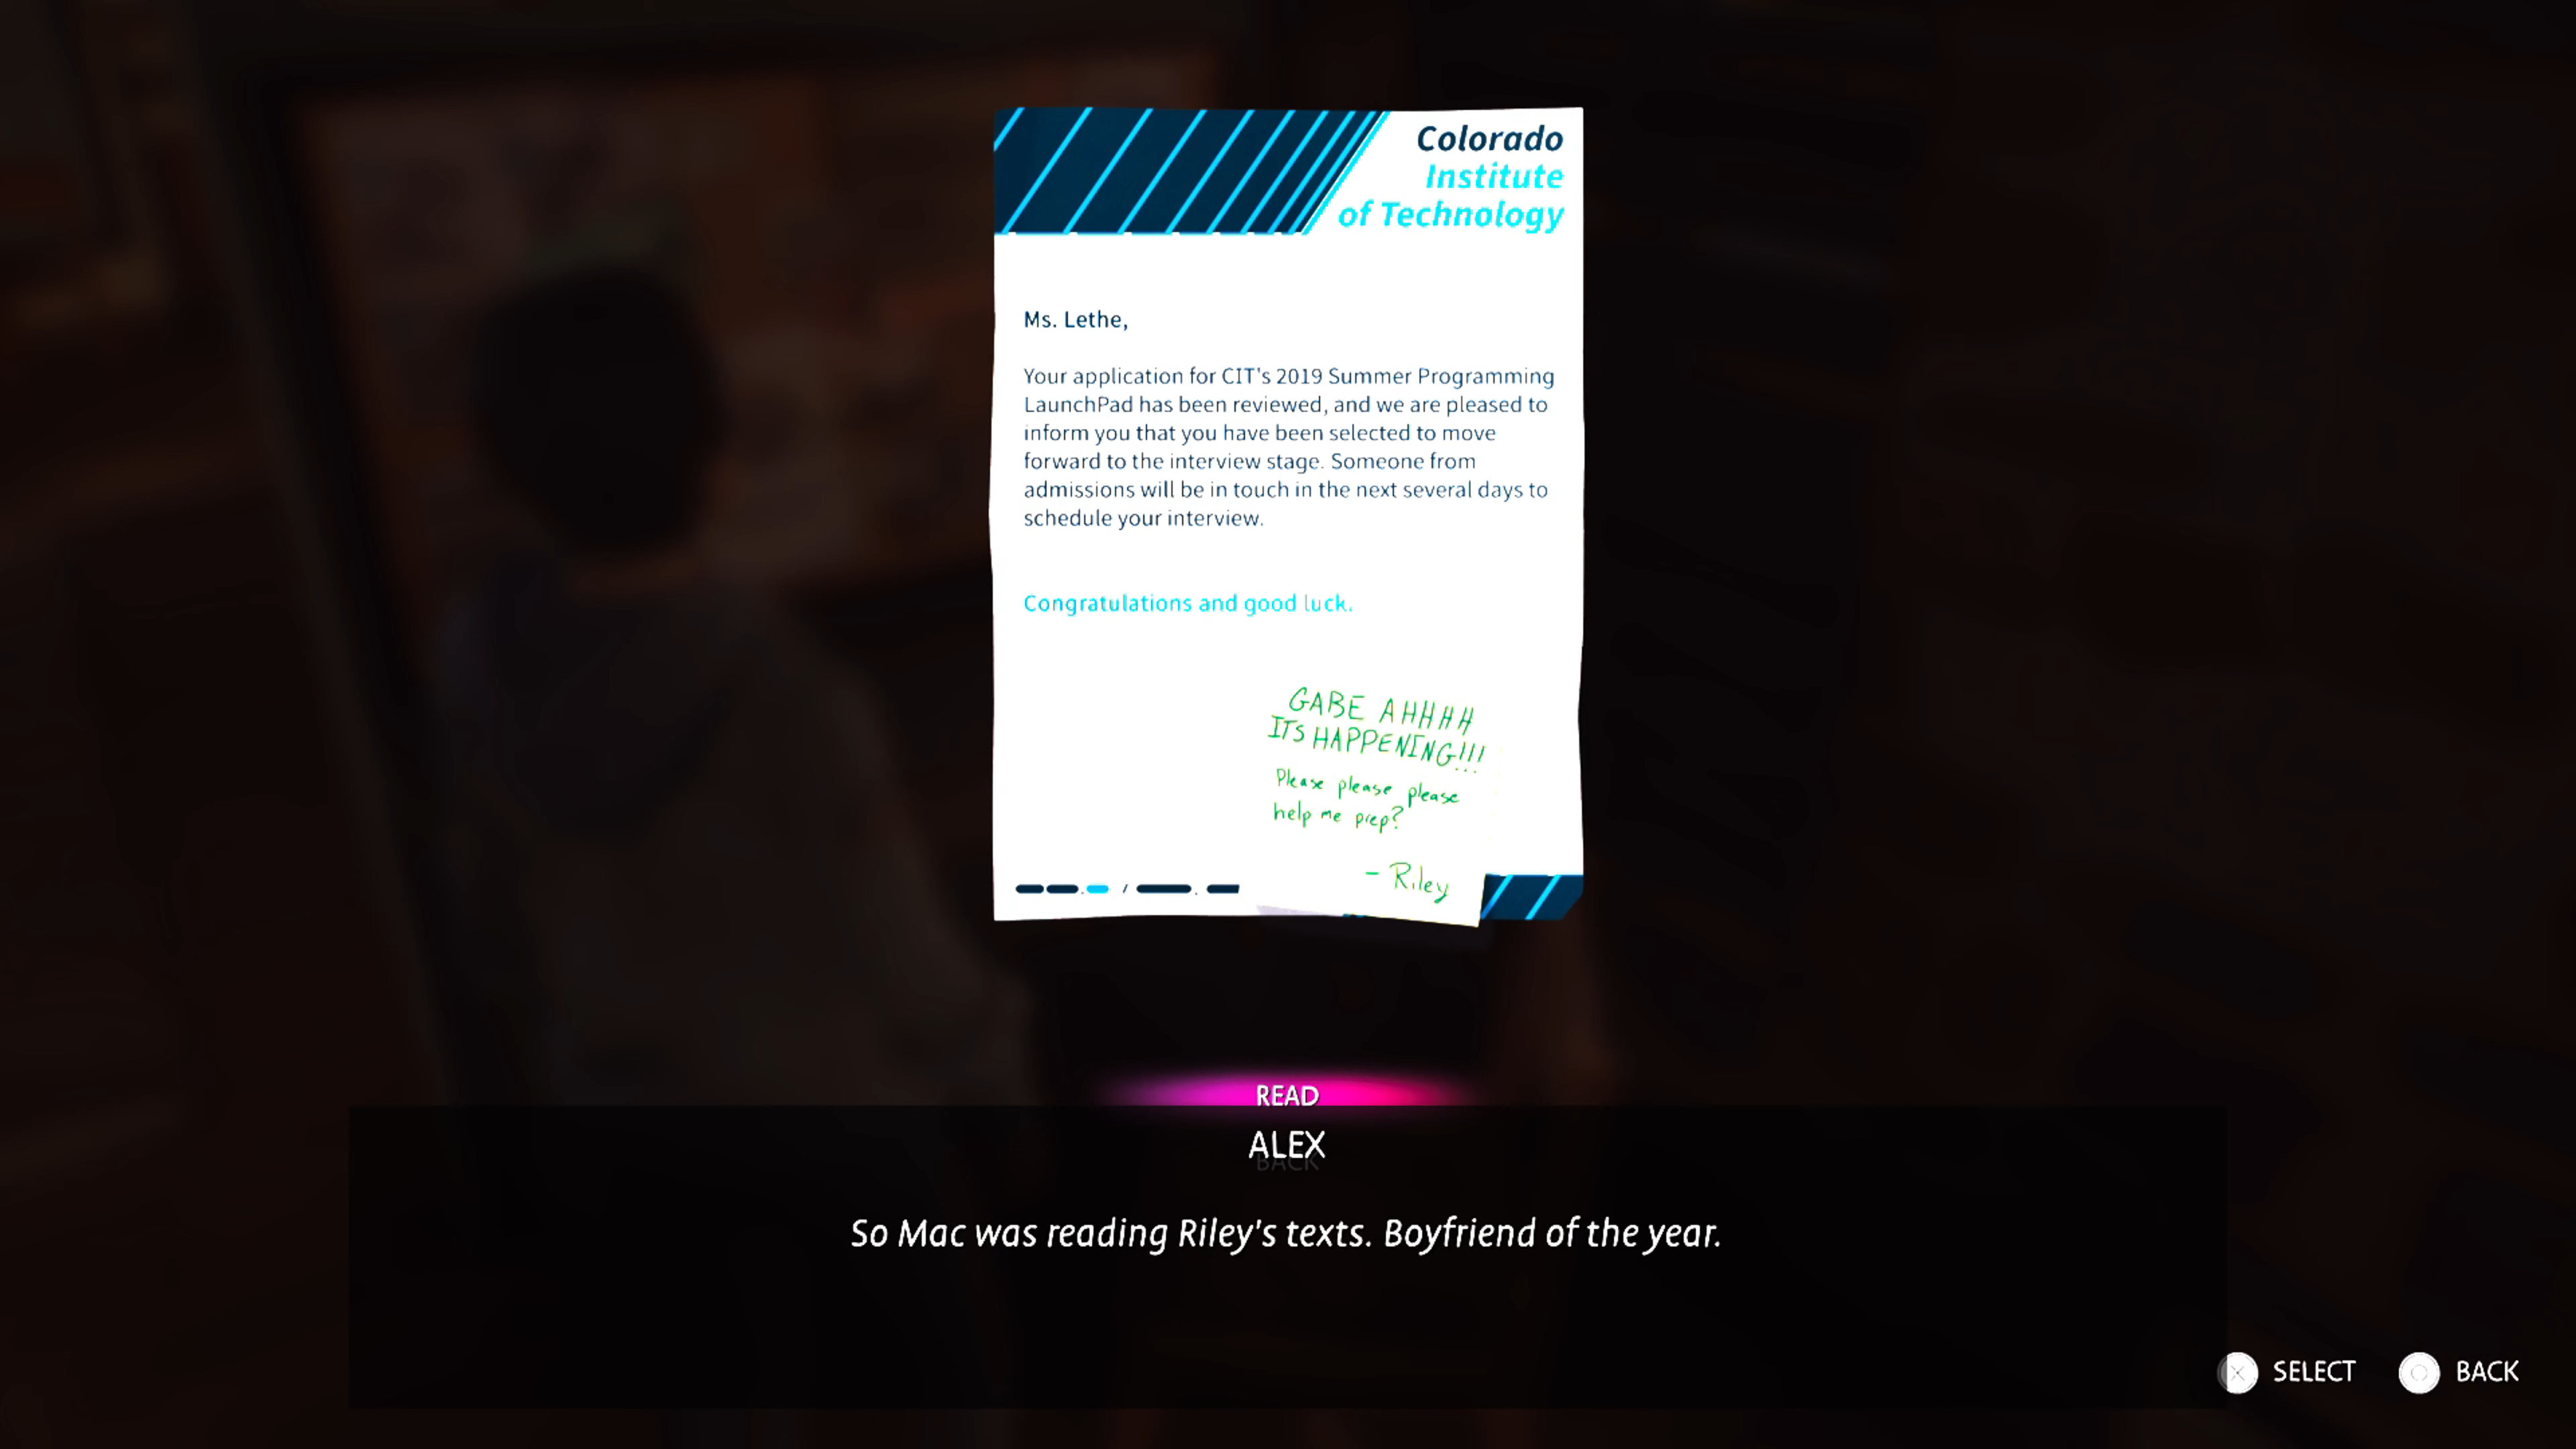 Colorado
Institute
of Technology
Ms. Lethe,
Your application for CIT's 2019 Summer Programming
LaunchPad has been reviewed, and we are pleased to
inform you that you have been selected to move
forward to the interview stage. Someone from
admissions will be in touch in the next several days to
schedule your interview.
Congratulations and good luck.
GABE AHHHH
ITS HAPPENING!!!
Please please please
help me prep?
- Riley
READ
ALEX
BACK
So Mac was reading Riley's texts. Boyfriend of the year.
SELECT
BACK